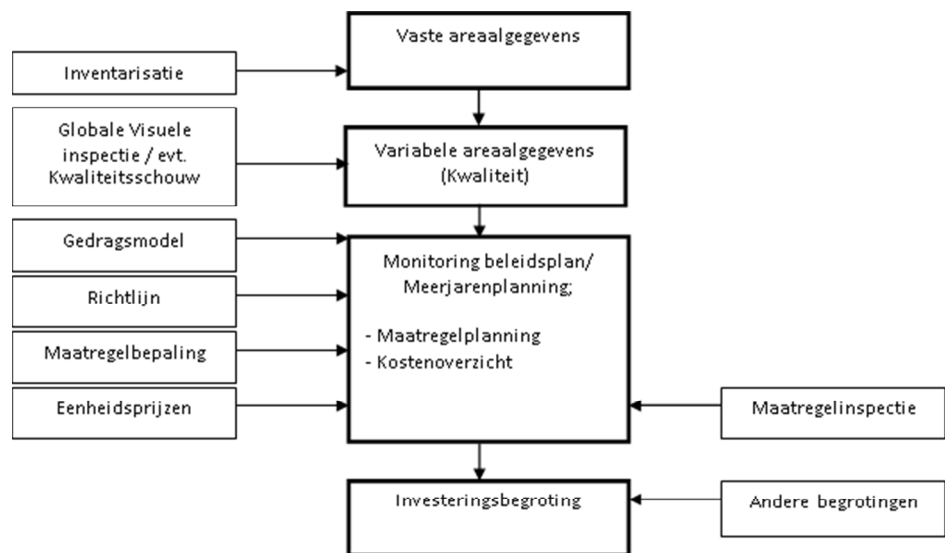 Vaste areaalgegevens
Inventarisatie
Globale Visuele
inspectie / evt.
Kwaliteitsschouw
Variabele areaalgegevens
(Kwaliteit)
Gedragsmodel
Richtlijn
Maatregelbepaling
Eenheidsprijzen
Monitoring beleidsplan/
Meerjarenplanning;
- Maatregelplanning
- Kostenoverzicht
Maatregelinspectie
Investeringsbegroting
Andere begrotingen